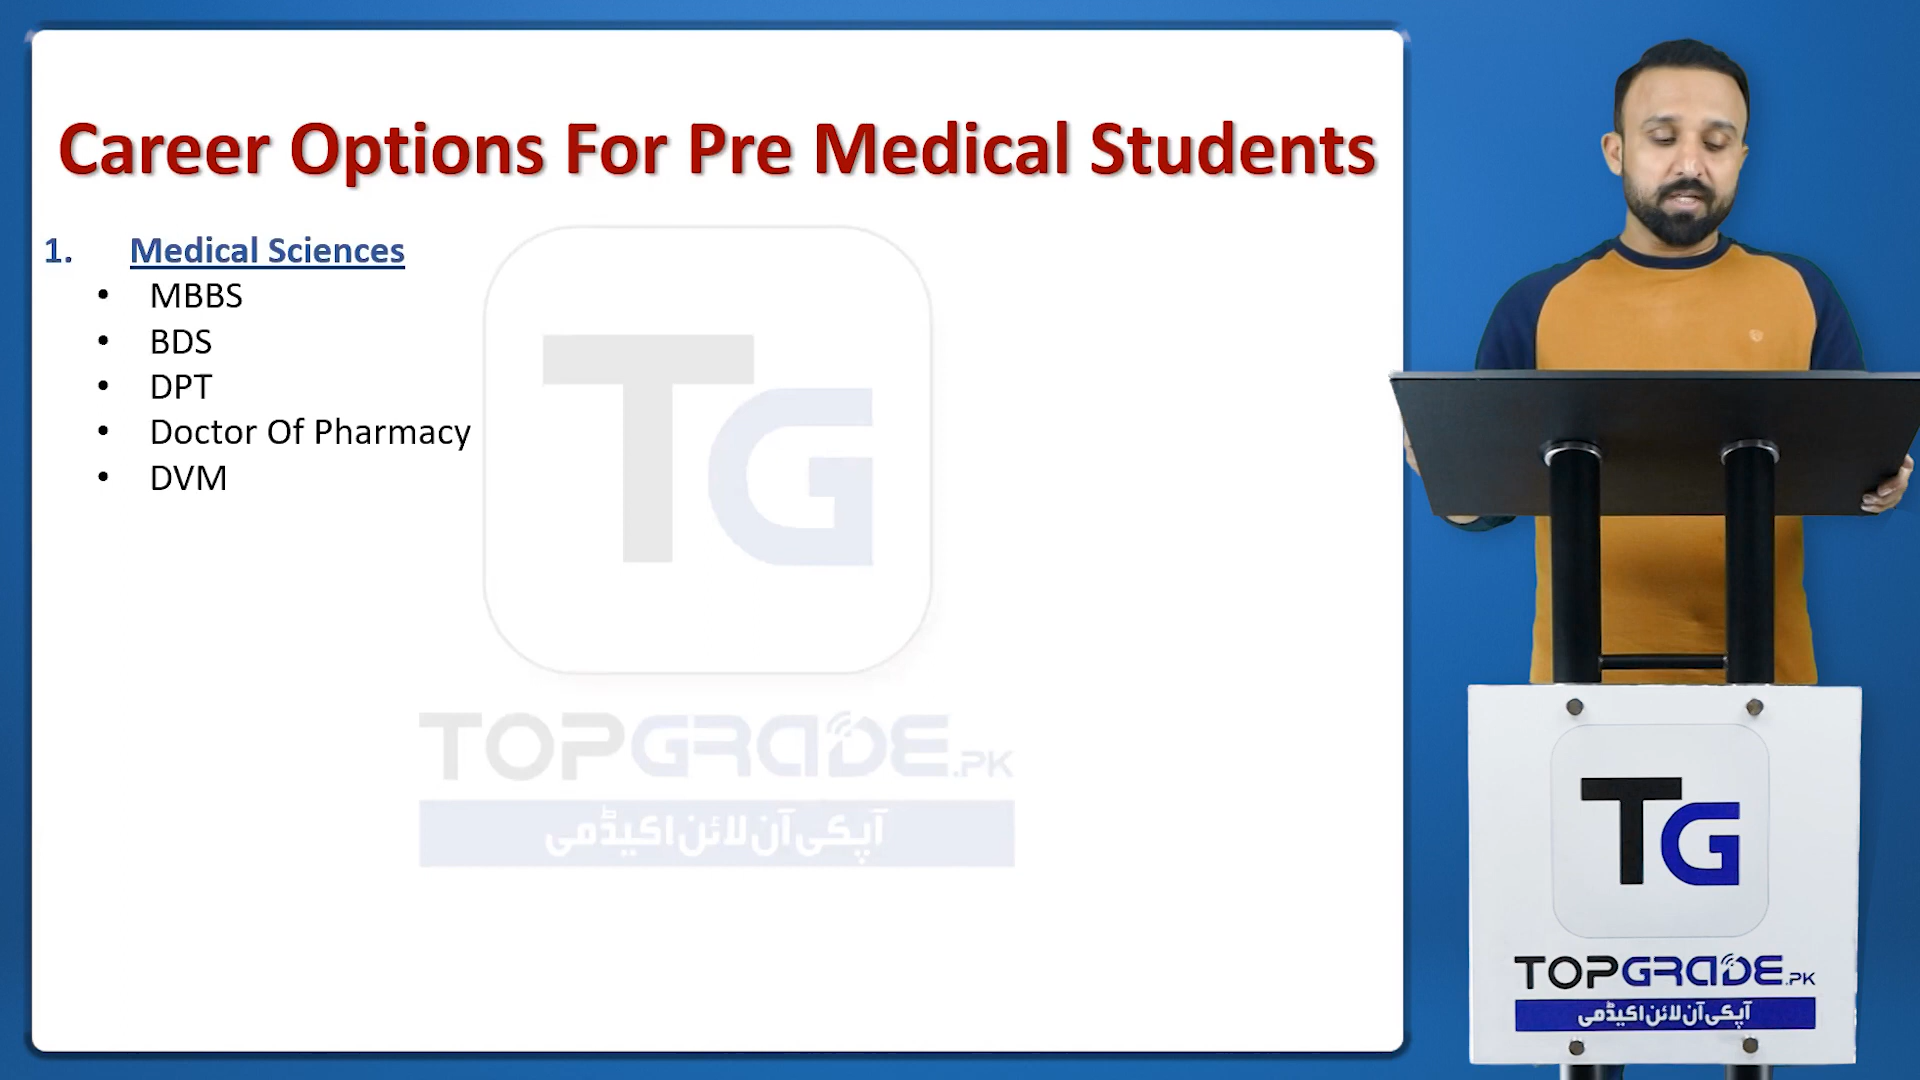 Career Options For Pre Medical Students
1. Medical Sciences
• MBBS
• BDS
• DPT
• Doctor Of Pharmacy
• DVM
TG
TOPGRADE.PK
آپکی آن لائن اکیڈمی
TG
TOPGRADE.PK
آپکی آن لائن اکیڈمی